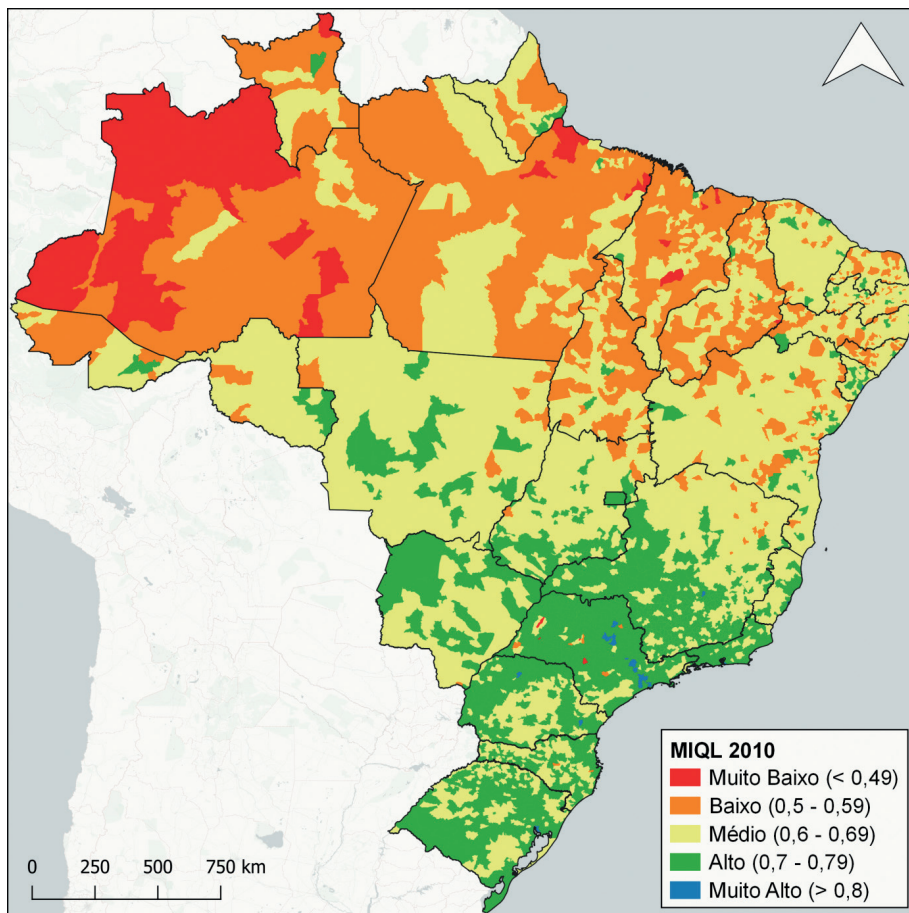 MIQL 2010
Muito Baixo (< 0,49)
Baixo (0,5 - 0,59)
Médio (0,6 - 0,69)
Alto (0,7 - 0,79)
Muito Alto (> 0,8)
0 250 500 750 km